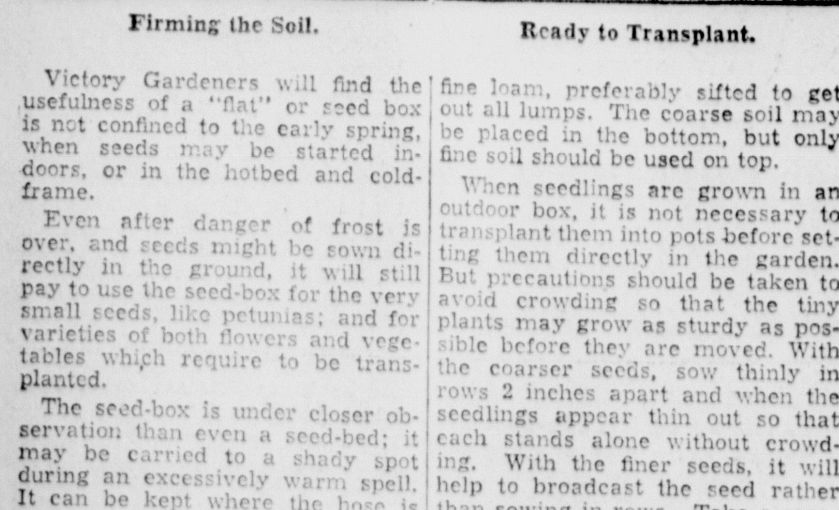 Firming the Soil.
Victory Gardeners will find the
usefulness of a "flat" or seed box
is not confined to the early spring,
when seeds may be started in-
doors, or in the hotbed and cold-
frame.
Even after danger of frost is
over, and seeds might be sown di-
rectly in the ground, it will still
pay to use the seed-box for the very
small seeds, like petunias; and for
varieties of both flowers and vege-
tables which require to be trans-
planted.
The seed-box is under closer ob-
servation than even a seed-bed; it
may be carried to a shady spot
during an excessively warm spell.
It can be kept where the hose is
Ready to Transplant.
fine loam, preferably sifted to get
out all lumps. The coarse soil may
be placed in the bottom, but only
fine soil should be used on top.
When seedlings are grown in an
outdoor box, it is not necessary to
transplant them into pots before set-
ting them directly in the garden.
But precautions should be taken to
avoid crowding so that the tiny
plants may grow as sturdy as pos-
sible before they are moved. With
the coarser seeds, sow thinly in
rows 2 inches apart and when the
seedlings appear thin out so that
each stands alone without crowd-
ing. With the finer seeds, it will
help to broadcast the seed rather
than sowing in rows. Take